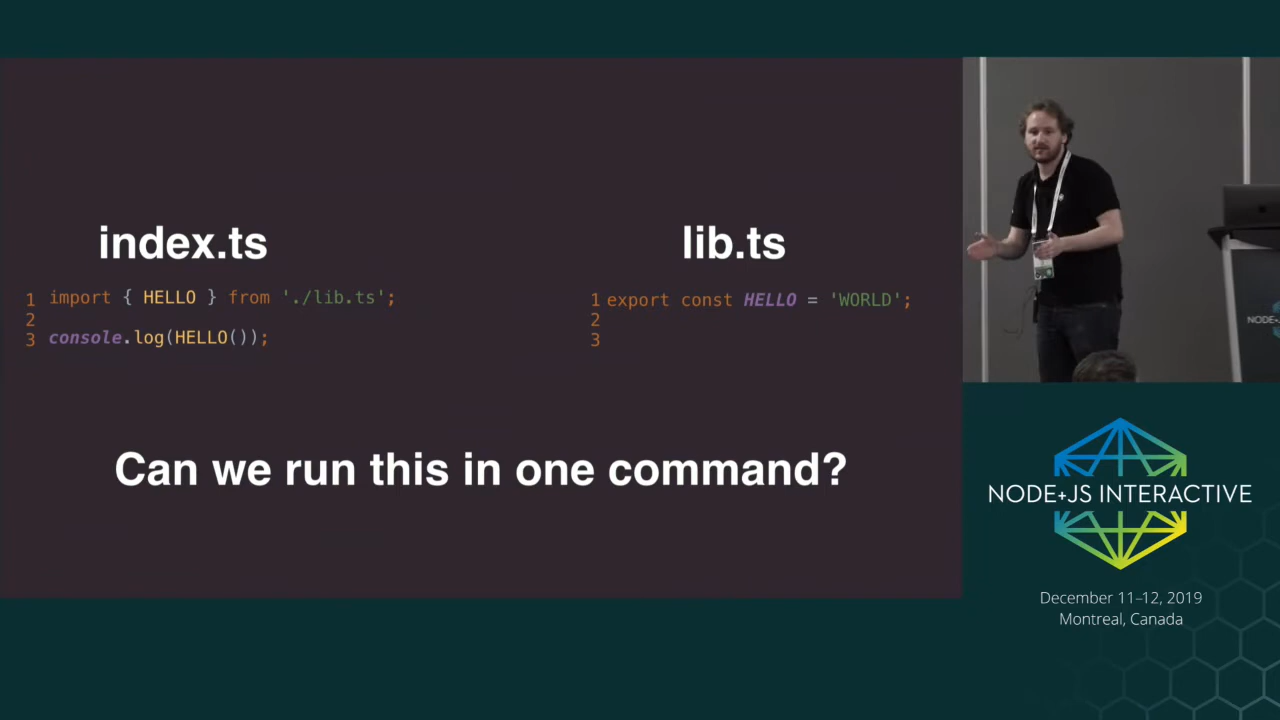 index.ts
1 import { HELLO } from './lib.ts';
2
3 console.log(HELLO());
lib.ts
1 export const HELLO = 'WORLD';
2
3
Can we run this in one command?
NODE+JS INTERACTIVE
December 11–12, 2019
Montreal, Canada
NODE+